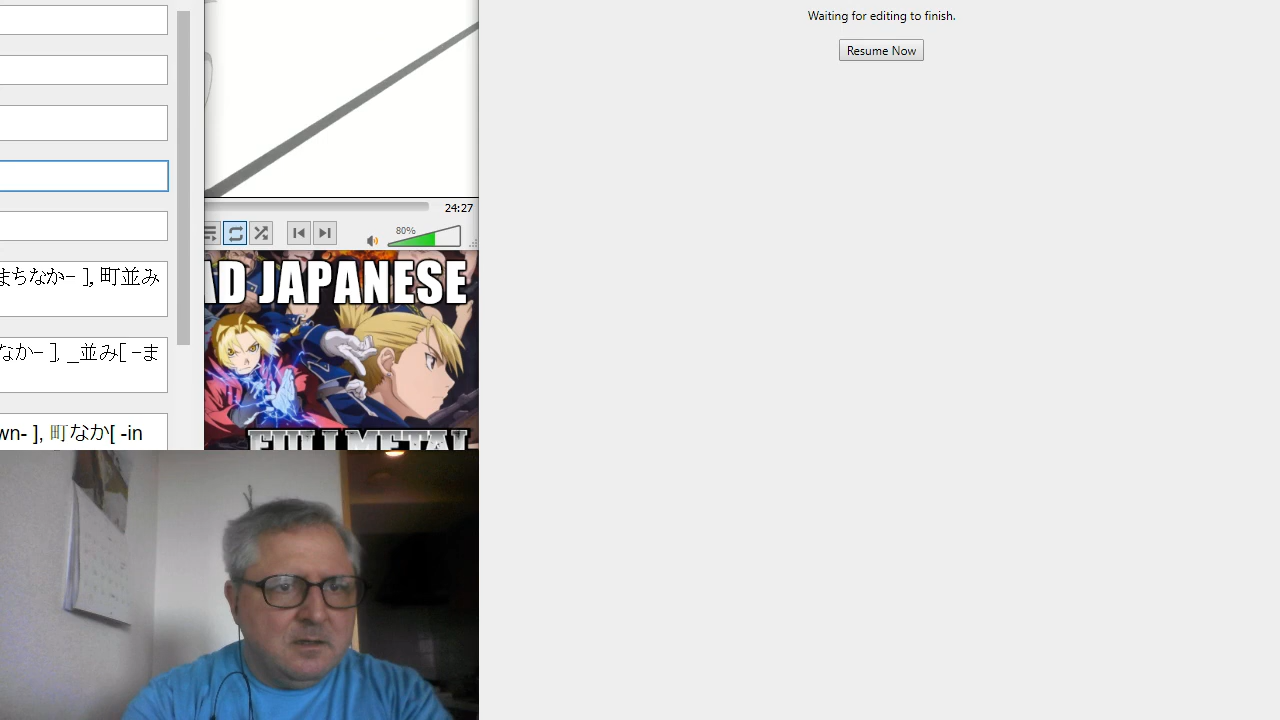 Waiting for editing to finish.
Resume Now
24:27
80%
まちなか− ], 町並み
なか− ], _並み[ −ま
wn- ], 町なか[ -in
AD JAPANESE
FULLMETAL